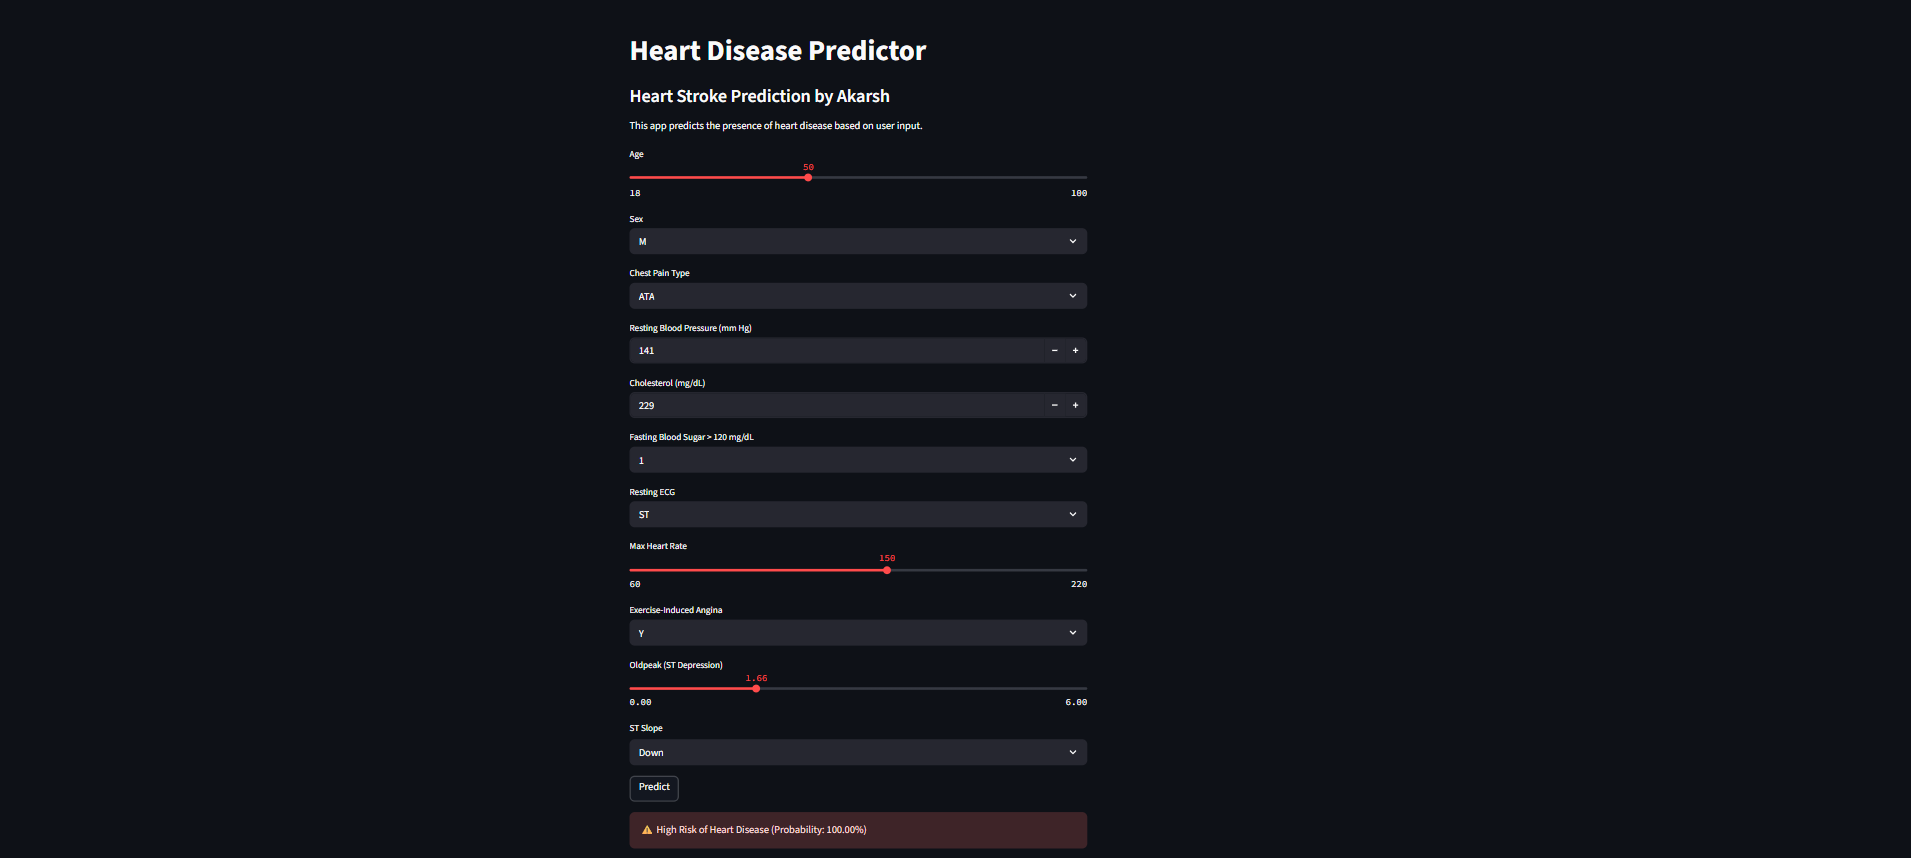 Heart Disease Predictor
Heart Stroke Prediction by Akarsh
This app predicts the presence of heart disease based on user input.
Age
50
18 100
Sex
M
Chest Pain Type
ATA
Resting Blood Pressure (mm Hg)
141 − +
Cholesterol (mg/dL)
229 − +
Fasting Blood Sugar > 120 mg/dL
1
Resting ECG
ST
Max Heart Rate
150
60 220
Exercise-Induced Angina
Y
Oldpeak (ST Depression)
1.66
0.00 6.00
ST Slope
Down
Predict
⚠ High Risk of Heart Disease (Probability: 100.00%)